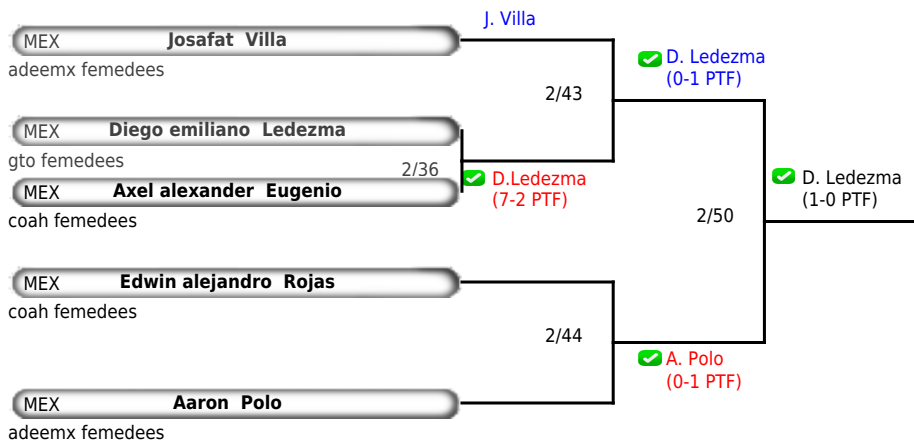 J. Villa
MEX Josafat Villa
adeemx femedees
D. Ledezma
(0-1 PTF)
2/43
MEX Diego emiliano Ledezma
gto femedees
2/36
D.Ledezma
(7-2 PTF)
D. Ledezma
(1-0 PTF)
MEX Axel alexander Eugenio
coah femedees
2/50
MEX Edwin alejandro Rojas
coah femedees
2/44
A. Polo
(0-1 PTF)
MEX Aaron Polo
adeemx femedees